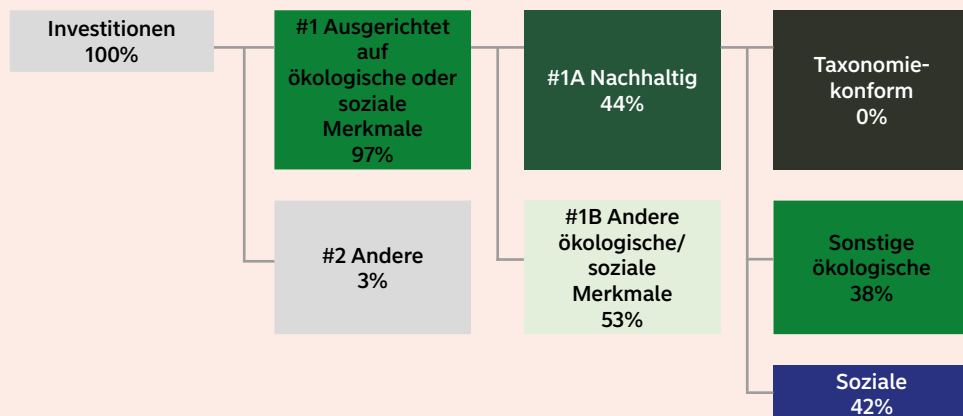 Investitionen
100%
#1 Ausgerichtet
auf
ökologische oder
soziale
Merkmale
97%
#1A Nachhaltig
44%
Taxonomie-
konform
0%
#2 Andere
3%
#1B Andere
ökologische/
soziale
Merkmale
53%
Sonstige
ökologische
38%
Soziale
42%